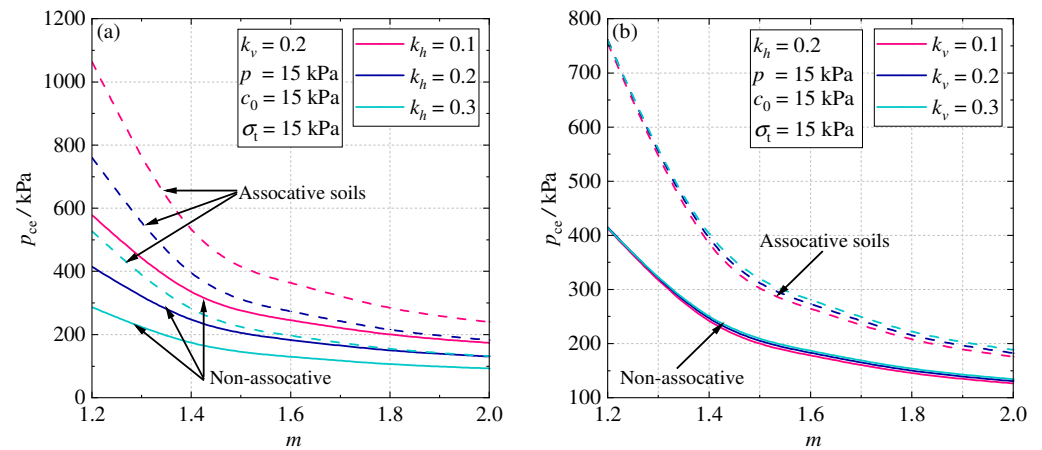 (a)
k_v = 0.2
p = 15 kPa
c_0 = 15 kPa
σ_t = 15 kPa
k_h = 0.1
k_h = 0.2
k_h = 0.3
Assocative soils
Non-assocative
1200
1000
800
600
400
200
0
p_ce / kPa
1.2 1.4 1.6 1.8 2.0
m
(b)
k_h = 0.2
p = 15 kPa
c_0 = 15 kPa
σ_t = 15 kPa
k_v = 0.1
k_v = 0.2
k_v = 0.3
Assocative soils
Non-assocative
800
700
600
500
400
300
200
100
p_ce / kPa
1.2 1.4 1.6 1.8 2.0
m